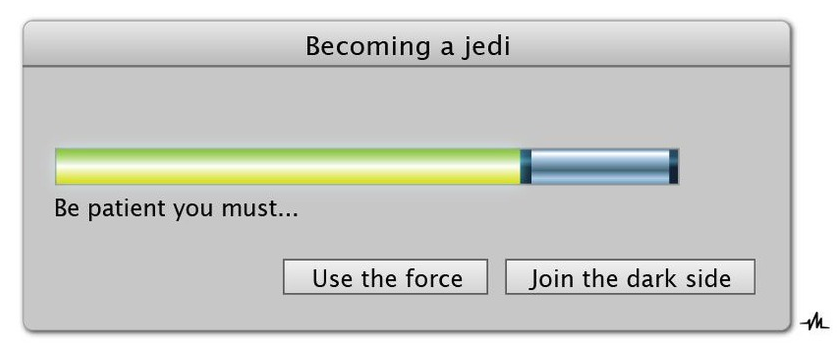 Becoming a jedi
Be patient you must...
Use the force
Join the dark side